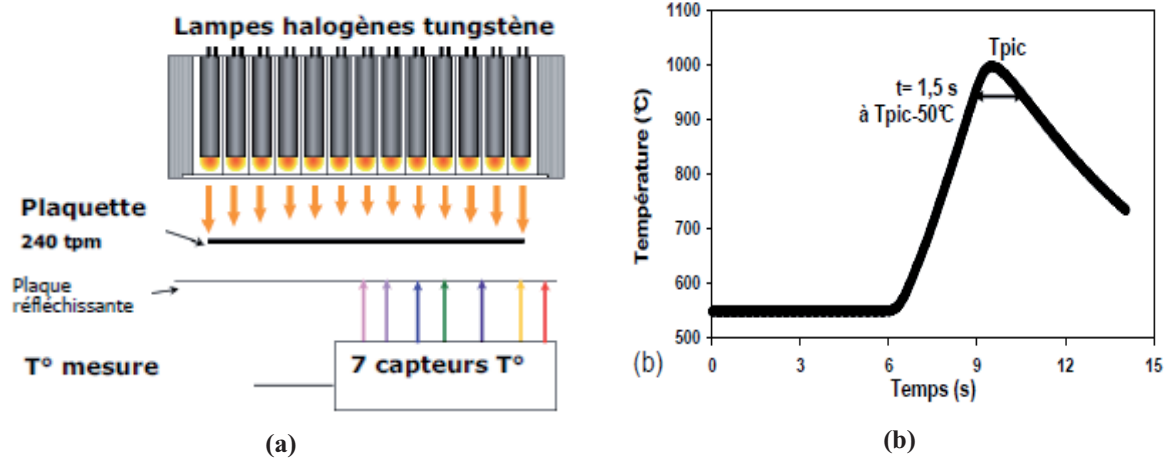 Lampes halogènes tungstène
Plaquette
240 tpm
Plaque
réfléchissante
T° mesure
7 capteurs T°
(a)
Température (°C)
1100
1000
900
800
700
600
500
Tpic
t= 1,5 s
à Tpic-50°C
0
3
6
9
12
15
Temps (s)
(b)
(b)